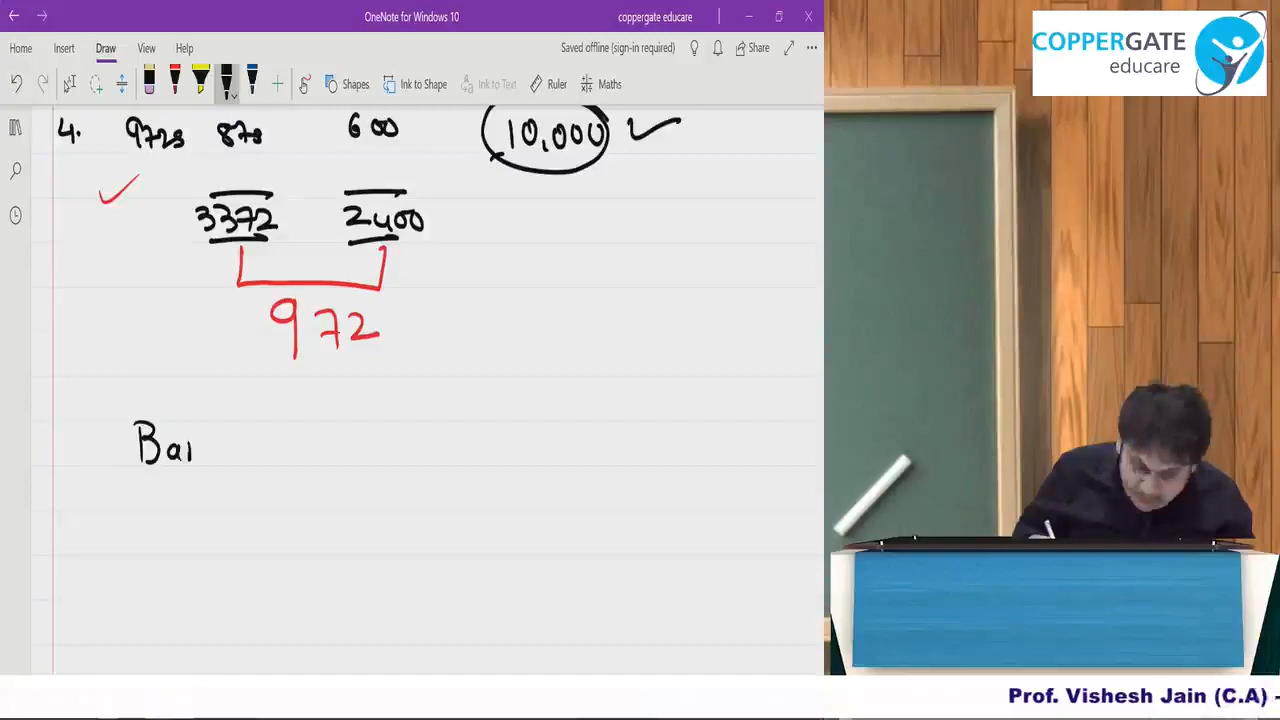 OneNote for Windows 10
coppergate educare
Home Insert Draw View Help
Saved offline (sign-in required)
Share
Shapes Ink to Shape Ink to Text Ruler Maths
4. 9728 873 600 10,000
3372 2400
972
Bal
COPPERGATE
educare
Prof. Vishesh Jain (C.A) -